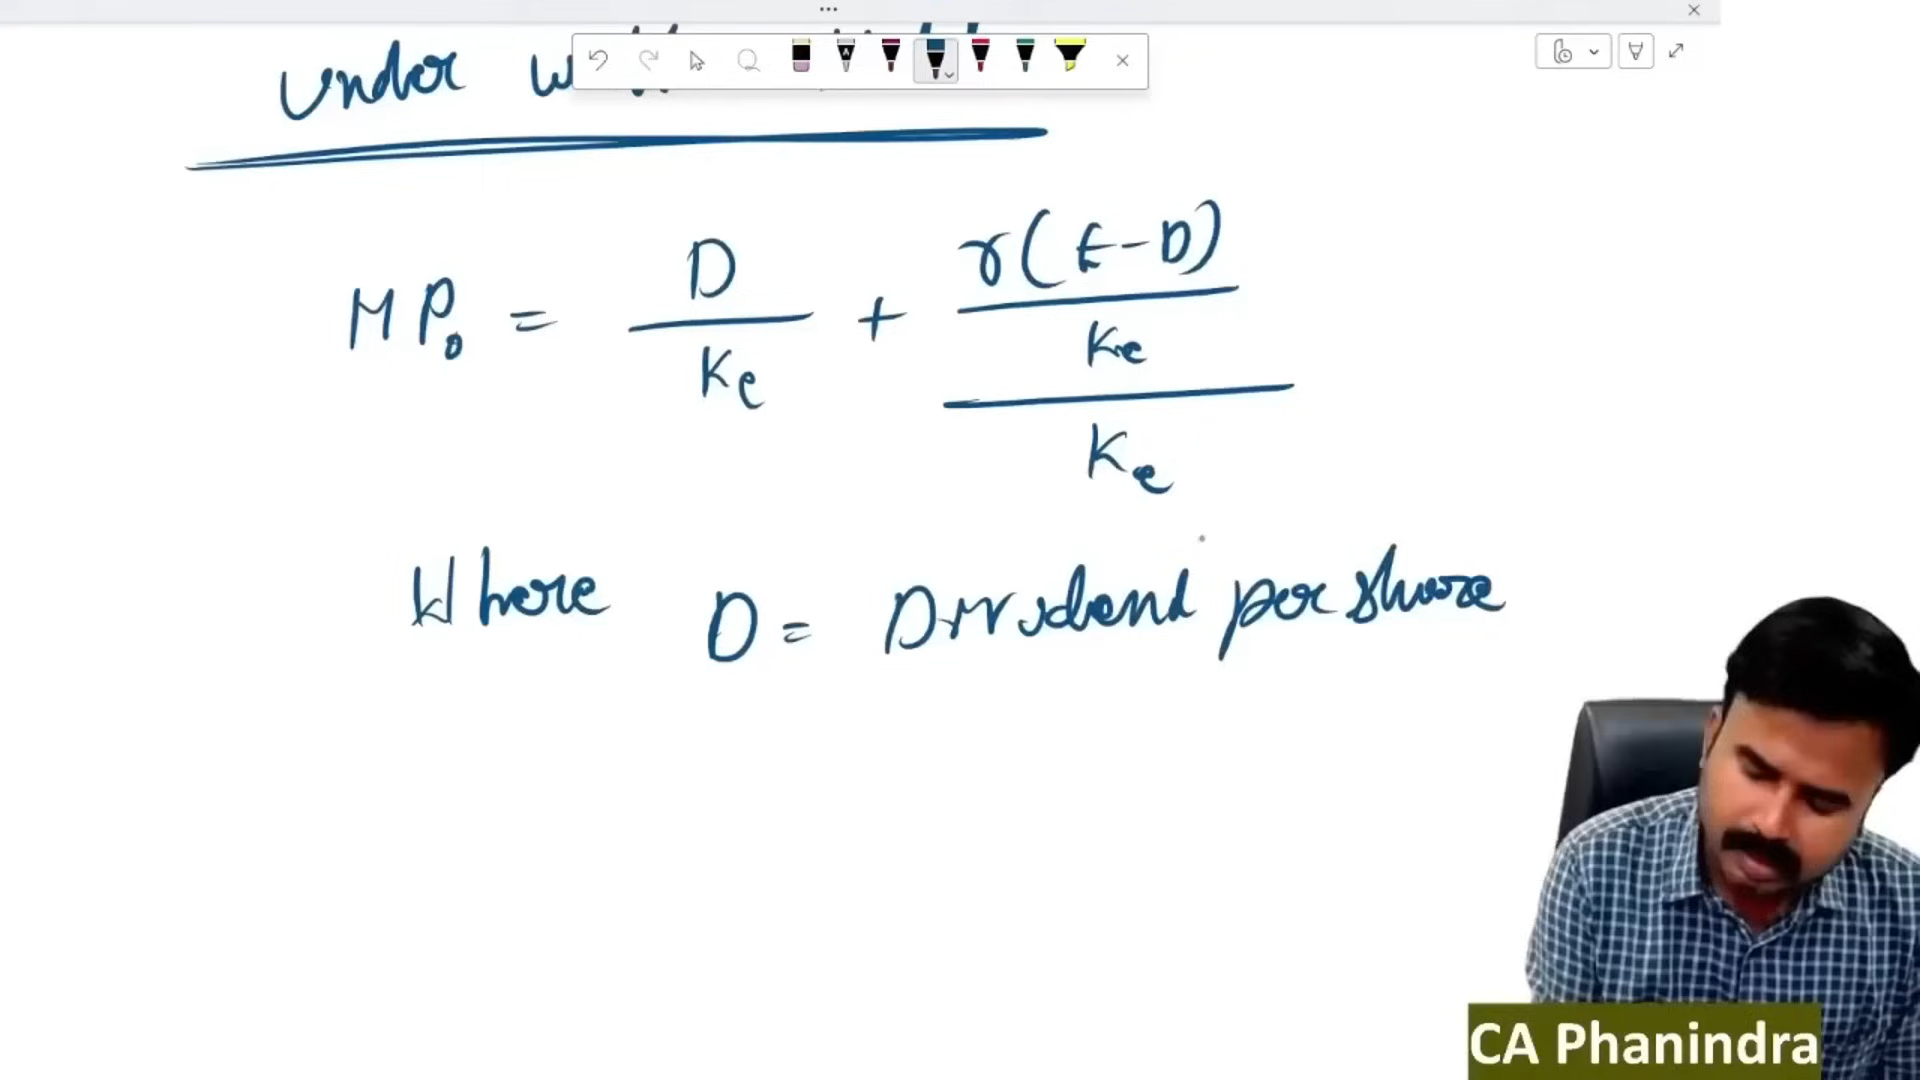 Under
MP₀ = D / Ke + (r(E-D) / Ke) / Ke
Where D = Dividend per share
CA Phanindra